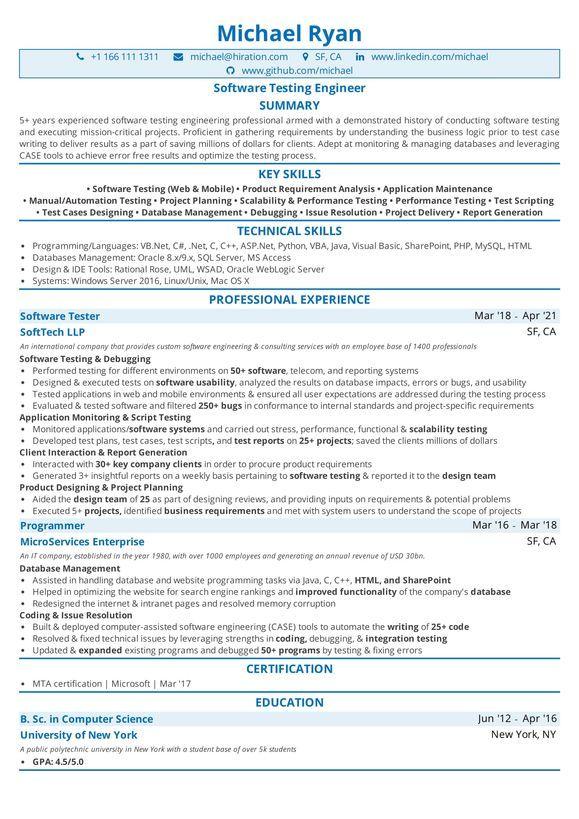 Michael Ryan
+1 166 111 1311 michael@hiration.com SF, CA www.linkedin.com/michael
www.github.com/michael
Software Testing Engineer
SUMMARY
5+ years experienced software testing engineering professional armed with a demonstrated history of conducting software testing
and executing mission-critical projects. Proficient in gathering requirements by understanding the business logic prior to test case
writing to deliver results as a part of saving millions of dollars for clients. Adept at monitoring databases and leveraging
CASE tools to achieve error free results and optimize the testing process.
KEY SKILLS
• Software Testing (Web & Mobile) • Product Requirement Analysis • Application Maintenance
• Manual/Automation Testing • Project Planning • Scalability & Performance Testing • Performance Testing • Test Scripting
• Test Cases Designing • Database Management • Debugging • Issue Resolution • Project Delivery • Report Generation
TECHNICAL SKILLS
• Programming/Languages: VB.Net, C#, .Net, C, C++, ASP.Net, Python, VBA, Java, Visual Basic, SharePoint, PHP, MySQL, HTML
• Databases Management: Oracle 8.x/9.x, SQL Server, MS Access
• Design & IDE Tools: Rational Rose, UML, WSAD, Oracle WebLogic Server
• Systems: Windows Server 2016, Linux/Unix, Mac OS X
PROFESSIONAL EXPERIENCE
Software Tester Mar '18 - Apr '21
SoftTech LLP SF, CA
An international company that provides custom software engineering & consulting services with an employee base of 1400 professionals
Software Testing & Debugging
• Performed testing for different environments on 50+ software, telecom, and reporting systems
• Designed & executed tests on software usability, analyzed the results on database impacts, errors or bugs, and usability
• Tested applications in web and mobile environments & ensured all user expectations are addressed during the testing process
• Evaluated & tested software and filtered 250+ bugs in conformance to internal standards and project-specific requirements
Application Monitoring & Script Testing
• Monitored applications/software systems and carried out stress, performance, functional & scalability testing
• Developed test plans, test cases, test scripts, and test reports on 25+ projects; saved the clients millions of dollars
Client Interaction & Report Generation
• Interacted with 30+ key company clients in order to procure product requirements
• Generated 3+ insightful reports on a weekly basis pertaining to software testing & reported it to the design team
Product Designing & Project Planning
• Aided the design team of 25 as part of designing reviews, and providing inputs on requirements & potential problems
• Executed 5+ projects, identified business requirements and met with system users to understand the scope of projects
Programmer Mar '16 - Mar '18
MicroServices Enterprise SF, CA
An IT company, established in the year 1980, with over 1000 employees and generating an annual revenue of USD 30bn.
Database Management
• Assisted in handling database and website programming tasks via Java, C, C++, HTML, and SharePoint
• Helped in optimizing the website for search engine rankings and improved functionality of the company's database
• Redesigned the internet & intranet pages and resolved memory corruption
Coding & Issue Resolution
• Built & deployed computer-assisted software engineering (CASE) tools to automate the writing of 25+ code
• Resolved & fixed technical issues by leveraging strengths in coding, debugging, & integration testing
• Updated & expanded existing programs and debugged 50+ programs by testing & fixing errors
CERTIFICATION
• MTA certification | Microsoft | Mar '17
EDUCATION
B. Sc. in Computer Science Jun '12 - Apr '16
University of New York New York, NY
A public polytechnic university in New York with a student base of over 5k students
• GPA: 4.5/5.0